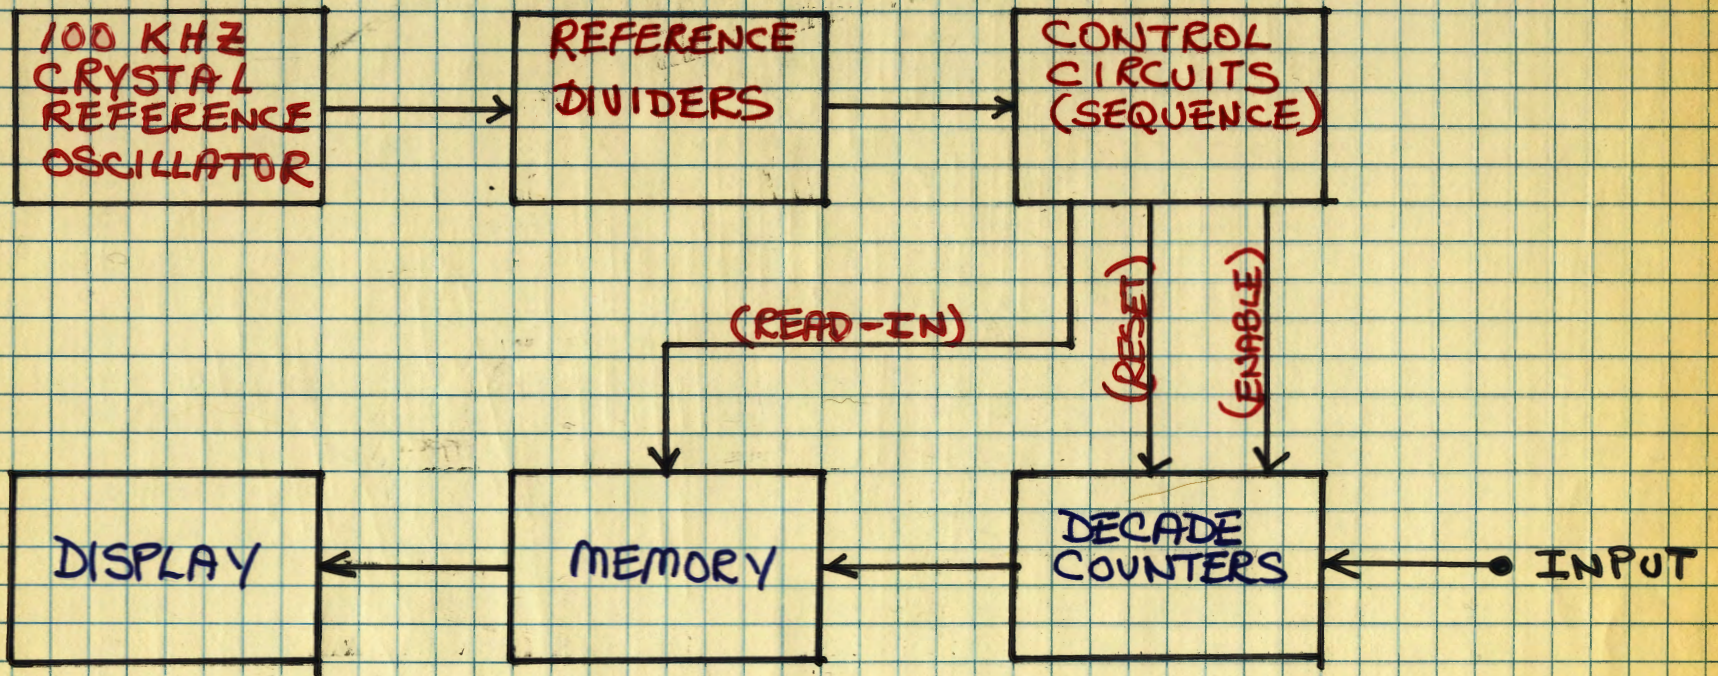 100 KHZ
CRYSTAL
REFERENCE
OSCILLATOR
REFERENCE
DIVIDERS
CONTROL
CIRCUITS
(SEQUENCE)
(READ-IN)
(RESET)
(ENABLE)
DISPLAY
MEMORY
DECADE
COUNTERS
INPUT